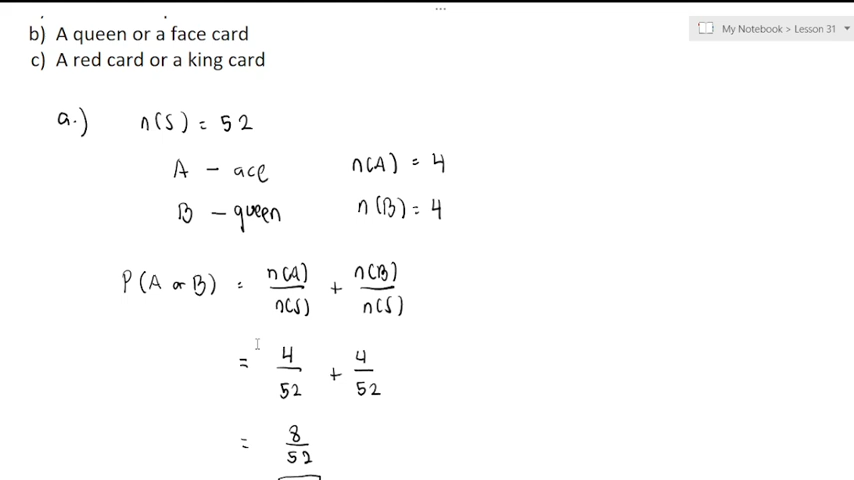 ...
My Notebook > Lesson 31
b) A queen or a face card
c) A red card or a king card
a.) n(S) = 52
A – ace n(A) = 4
B – queen n(B) = 4
P(A or B) = n(A)/n(S) + n(B)/n(S)
= 4/52 + 4/52
= 8/52